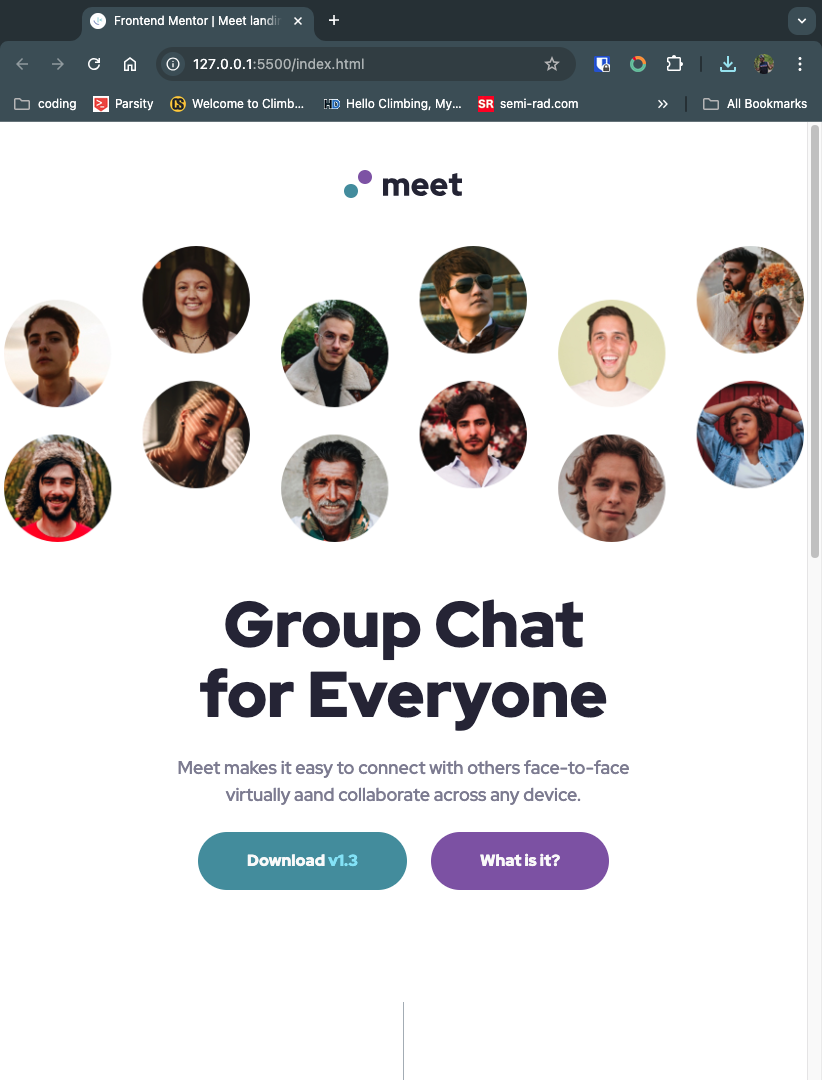 Frontend Mentor | Meet landi
127.0.0.1:5500/index.html
coding
Parsity
Welcome to Climb...
HD
Hello Climbing, My...
SR
semi-rad.com
All Bookmarks
meet
Group Chat
for Everyone
Meet makes it easy to connect with others face-to-face
virtually aand collaborate across any device.
Download v1.3
What is it?